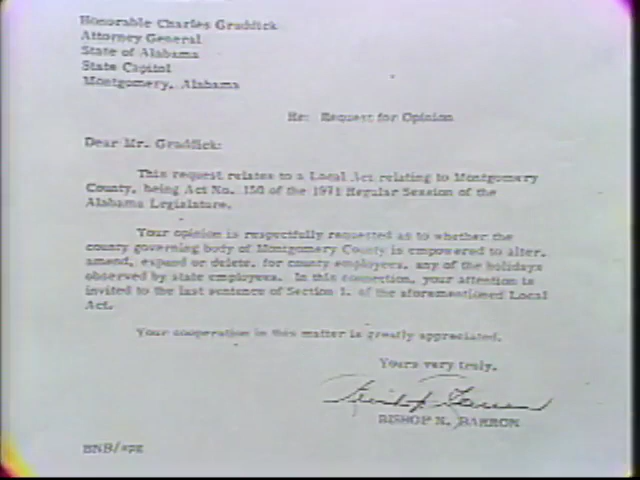 Honorable Charles Graddick
Attorney General
State of Alabama
State Capitol
Montgomery, Alabama
Re: Request for Opinion
Dear Mr. Graddick:
This request relates to a Local Act relating to Montgomery
County, being Act No. 150 of the 1971 Regular Session of the
Alabama Legislature.
Your opinion is respectfully requested as to whether the
county governing body of Montgomery County is empowered to alter,
amend, expand or delete, for county employees, any of the holidays
observed by state employees. In this connection, your attention is
invited to the last sentence of Section 1. of the aforementioned Local
Act.
Your cooperation in this matter is greatly appreciated.
Yours very truly,
BISHOP N. BARRON